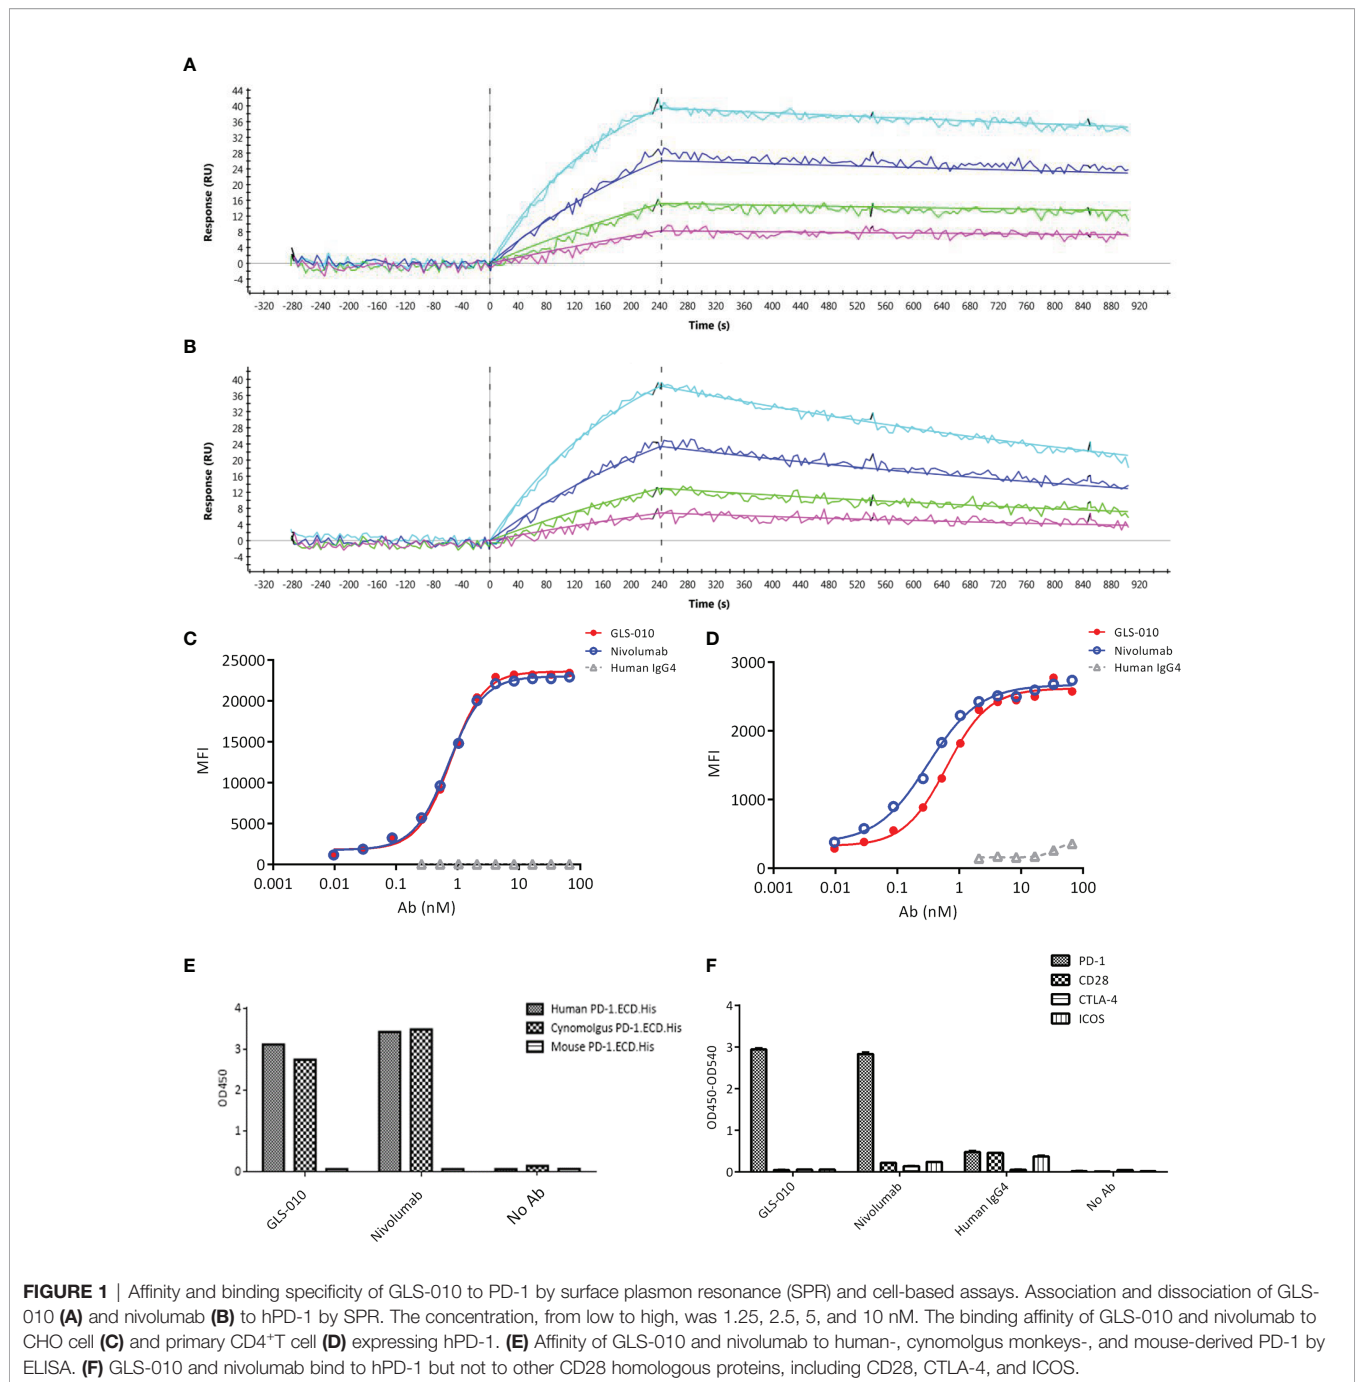 A
44
40
36
32
28
24
20
16
12
8
4
0
-4
Response (RU)
-320 -280 -240 -200 -160 -120 -80 -40 0 40 80 120 160 200 240 280 320 360 400 440 480 520 560 600 640 680 720 760 800 840 880 920
Time (s)
B
40
36
32
28
24
20
16
12
8
4
0
-4
Response (RU)
-320 -280 -240 -200 -160 -120 -80 -40 0 40 80 120 160 200 240 280 320 360 400 440 480 520 560 600 640 680 720 760 800 840 880 920
Time (s)
C
GLS-010
Nivolumab
Human IgG4
25000
20000
15000
10000
5000
0
MFI
0.001 0.01 0.1 1 10 100
Ab (nM)
D
GLS-010
Nivolumab
Human IgG4
3000
2000
1000
0
MFI
0.001 0.01 0.1 1 10 100
Ab (nM)
E
Human PD-1.ECD.His
Cynomolgus PD-1.ECD.His
Mouse PD-1.ECD.His
4
3
2
1
0
OD450
GLS-010 Nivolumab No Ab
F
PD-1
CD28
CTLA-4
ICOS
4
3
2
1
0
OD450-OD540
GLS-010 Nivolumab Human IgG4 No Ab
FIGURE 1 | Affinity and binding specificity of GLS-010 to PD-1 by surface plasmon resonance (SPR) and cell-based assays. Association and dissociation of GLS-
010 (A) and nivolumab (B) to hPD-1 by SPR. The concentration, from low to high, was 1.25, 2.5, 5, and 10 nM. The binding affinity of GLS-010 and nivolumab to
CHO cell (C) and primary CD4⁺T cell (D) expressing hPD-1. (E) Affinity of GLS-010 and nivolumab to human-, cynomolgus monkeys-, and mouse-derived PD-1 by
ELISA. (F) GLS-010 and nivolumab bind to hPD-1 but not to other CD28 homologous proteins, including CD28, CTLA-4, and ICOS.